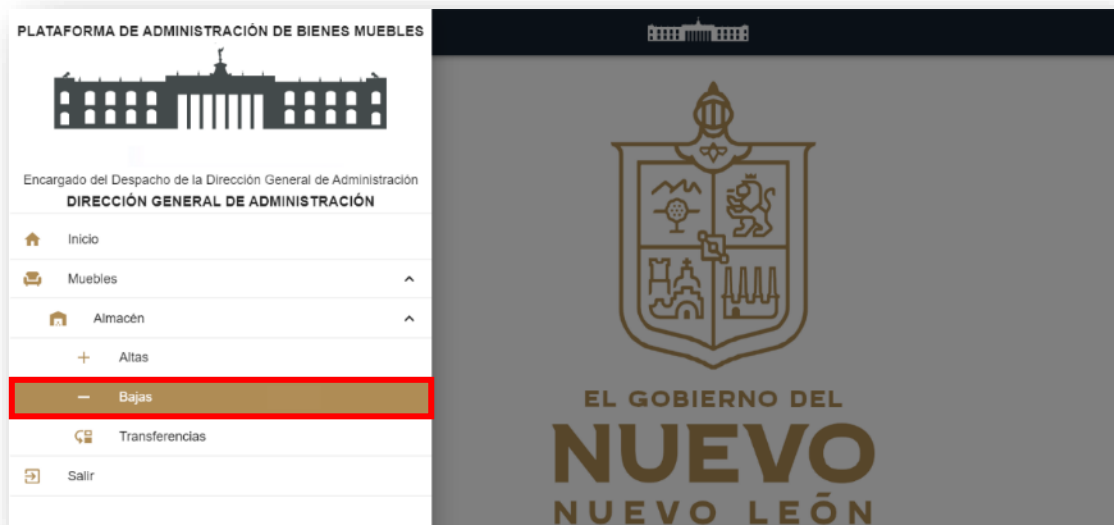 PLATAFORMA DE ADMINISTRACIÓN DE BIENES MUEBLES
Encargado del Despacho de la Dirección General de Administración
DIRECCIÓN GENERAL DE ADMINISTRACIÓN
Inicio
Muebles
Almacén
Altas
Bajas
Transferencias
Salir
EL GOBIERNO DEL
NUEVO
NUEVO LEÓN